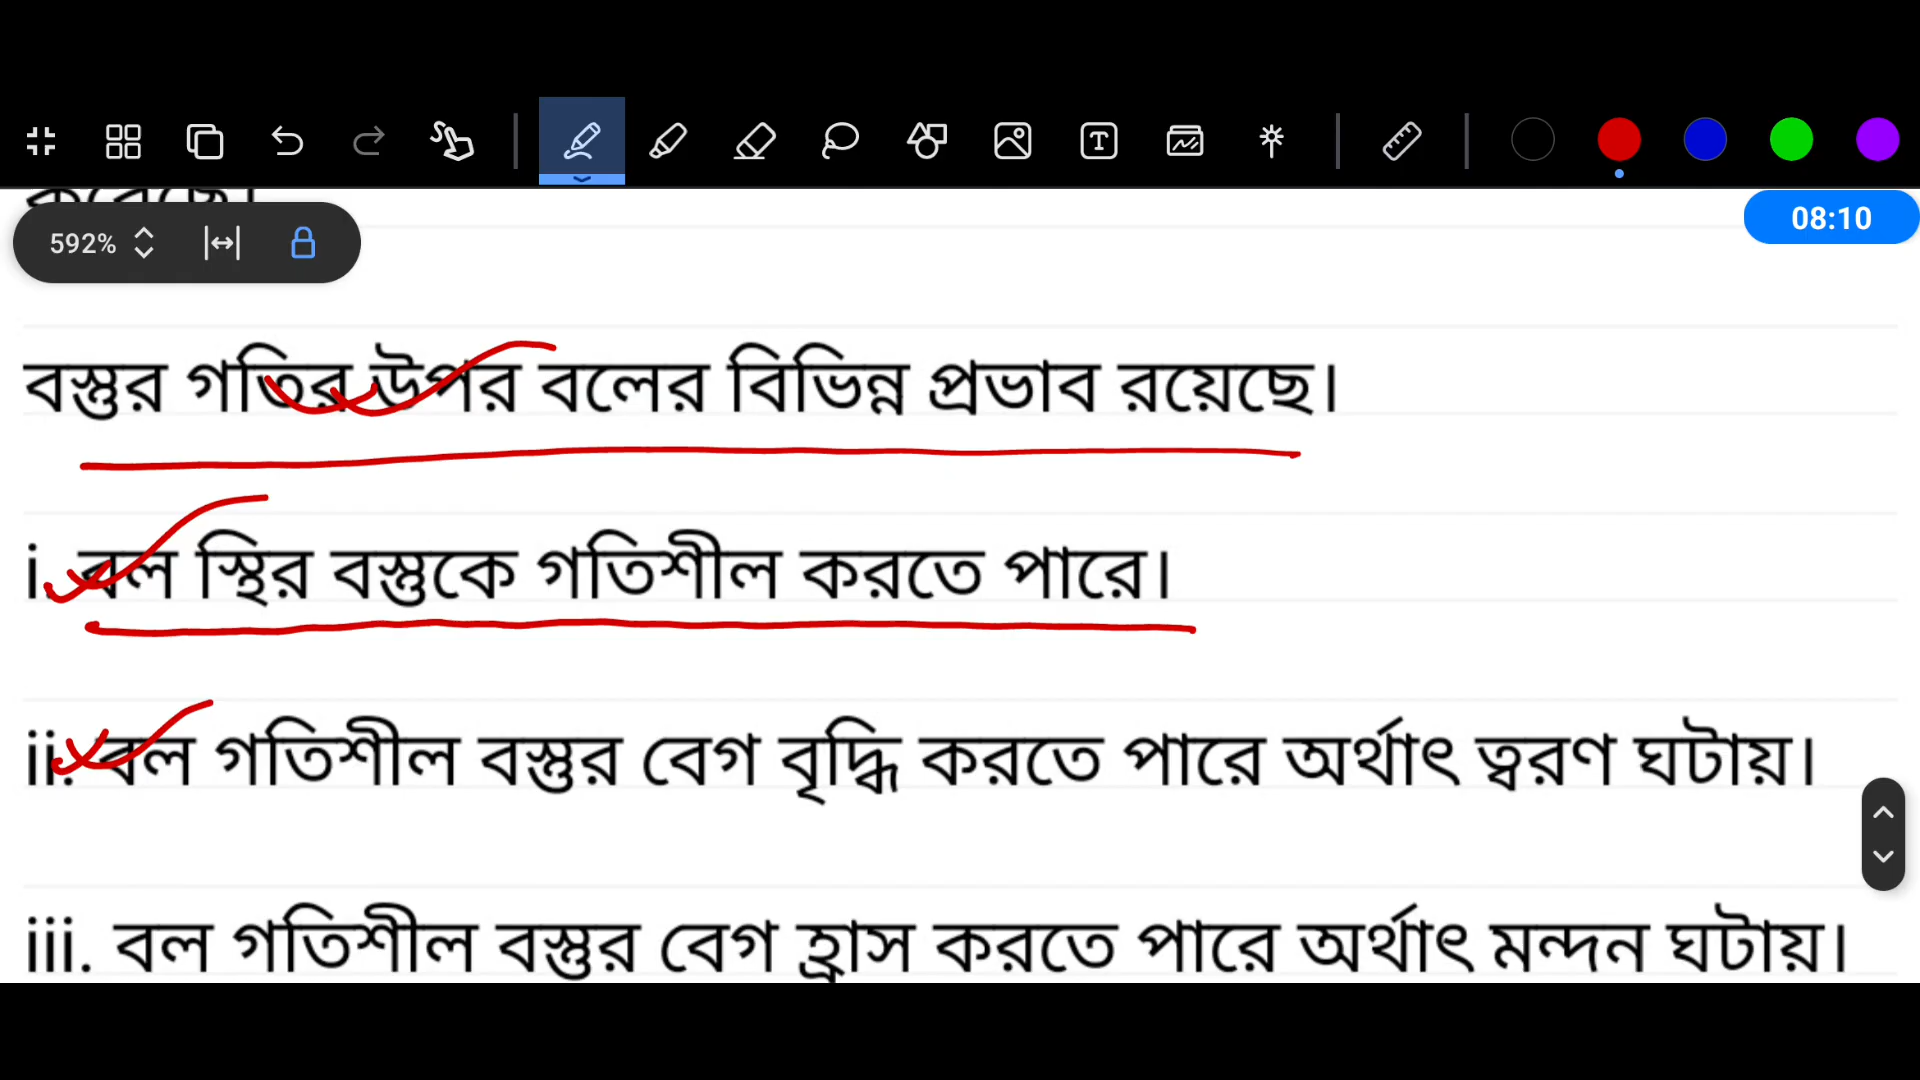 592%
08:10
বস্তুর গতির উপর বলের বিভিন্ন প্রভাব রয়েছে।
i. বল স্থির বস্তুকে গতিশীল করতে পারে।
ii. বল গতিশীল বস্তুর বেগ বৃদ্ধি করতে পারে অর্থাৎ ত্বরণ ঘটায়।
iii. বল গতিশীল বস্তুর বেগ হ্রাস করতে পারে অর্থাৎ মন্দন ঘটায়।